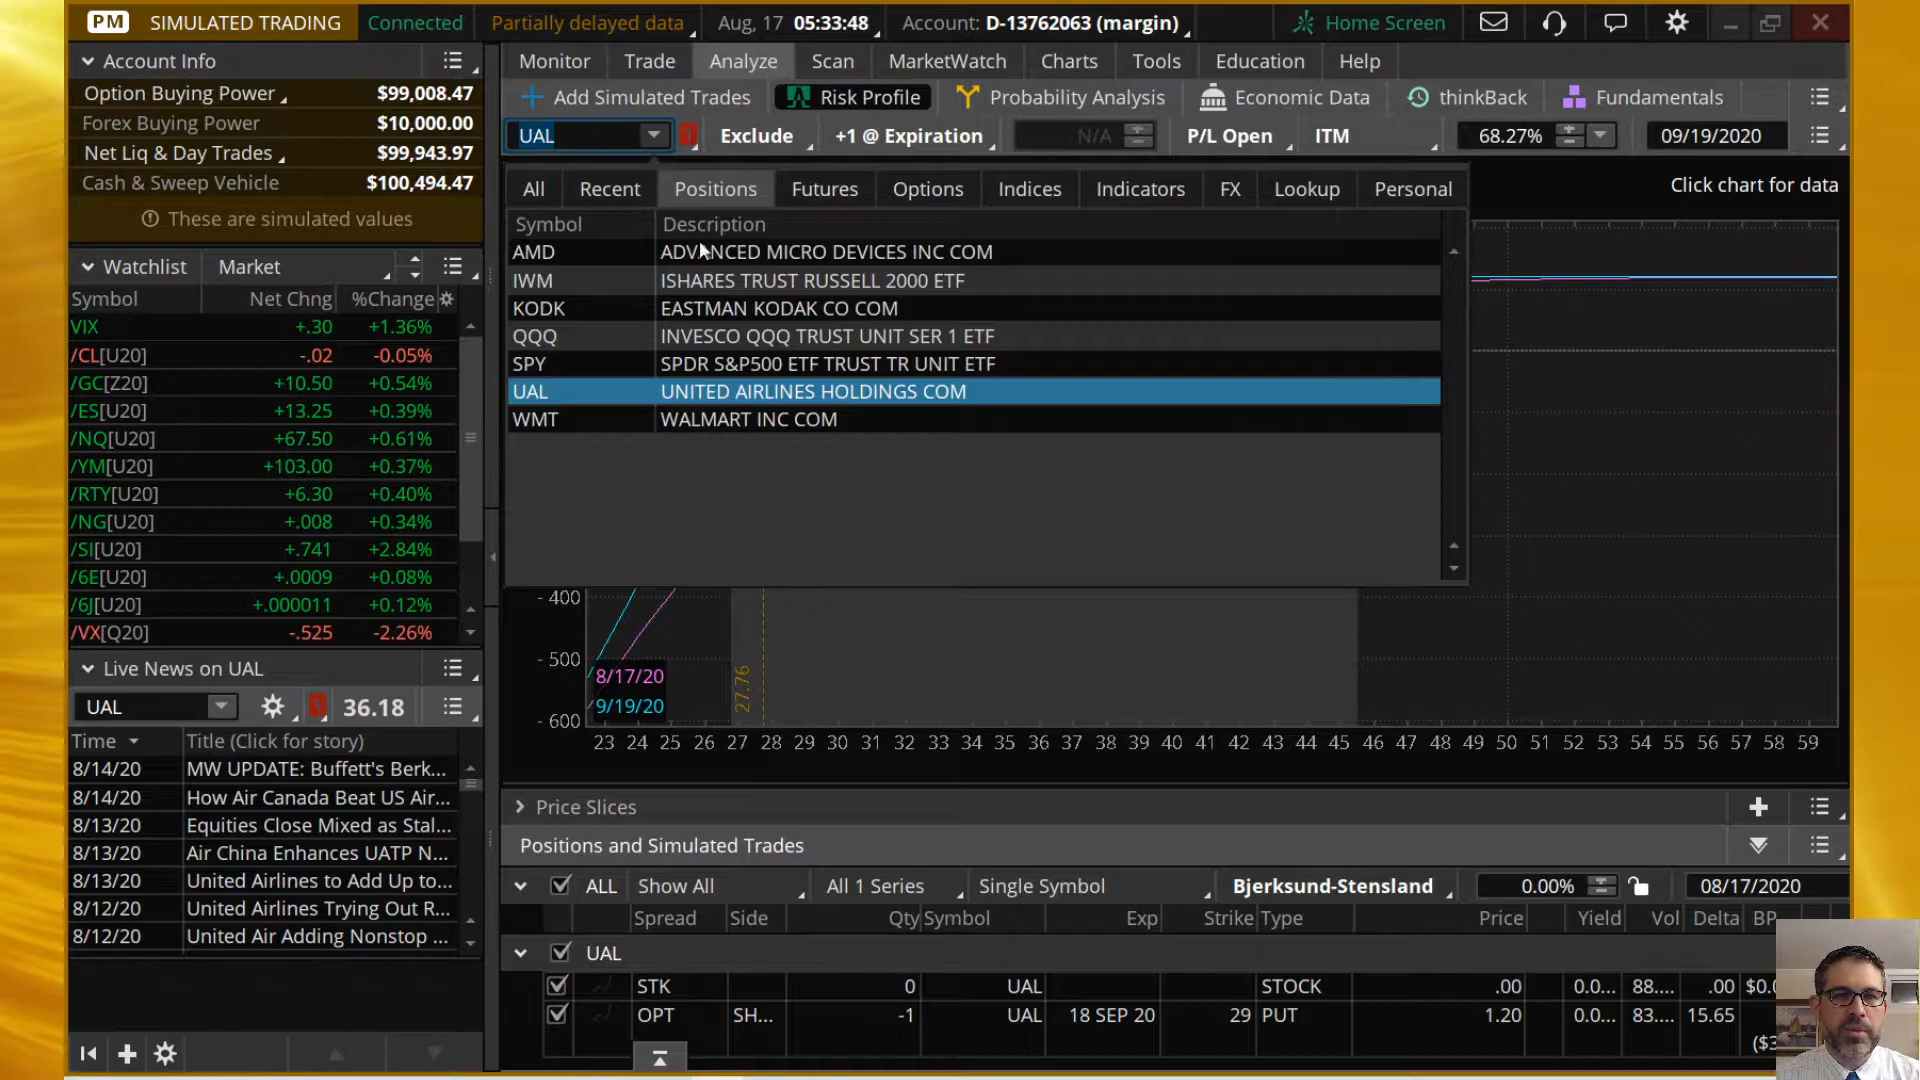 PM SIMULATED TRADING Connected Partially delayed data Aug, 17 05:33:48 Account: D-13762063 (margin) Home Screen
Account Info
Option Buying Power $99,008.47
Forex Buying Power $10,000.00
Net Liq & Day Trades $99,943.97
Cash & Sweep Vehicle $100,494.47
These are simulated values
Watchlist Market
Symbol Net Chng %Change
VIX +.30 +1.36%
/CL[U20] -.02 -0.05%
/GC[Z20] +10.50 +0.54%
/ES[U20] +13.25 +0.39%
/NQ[U20] +67.50 +0.61%
/YM[U20] +103.00 +0.37%
/RTY[U20] +6.30 +0.40%
/NG[U20] +.008 +0.34%
/SI[U20] +.741 +2.84%
/6E[U20] +.0009 +0.08%
/6J[U20] +.000011 +0.12%
/VX[Q20] -.525 -2.26%
Live News on UAL
UAL 1 36.18
Time Title (Click for story)
8/14/20 MW UPDATE: Buffett's Berk...
8/14/20 How Air Canada Beat US Air...
8/13/20 Equities Close Mixed as Stal...
8/13/20 Air China Enhances UATP N...
8/13/20 United Airlines to Add Up to...
8/12/20 United Airlines Trying Out R...
8/12/20 United Air Adding Nonstop ...
Monitor Trade Analyze Scan MarketWatch Charts Tools Education Help
Add Simulated Trades Risk Profile Probability Analysis Economic Data thinkBack Fundamentals
UAL 1 Exclude +1 @ Expiration N/A P/L Open ITM 68.27% 09/19/2020
All Recent Positions Futures Options Indices Indicators FX Lookup Personal
Click chart for data
Symbol Description
AMD ADVANCED MICRO DEVICES INC COM
IWM ISHARES TRUST RUSSELL 2000 ETF
KODK EASTMAN KODAK CO COM
QQQ INVESCO QQQ TRUST UNIT SER 1 ETF
SPY SPDR S&P500 ETF TRUST TR UNIT ETF
UAL UNITED AIRLINES HOLDINGS COM
WMT WALMART INC COM
- 400
- 500
- 600
8/17/20
9/19/20
27.76
23 24 25 26 27 28 29 30 31 32 33 34 35 36 37 38 39 40 41 42 43 44 45 46 47 48 49 50 51 52 53 54 55 56 57 58 59
Price Slices
Positions and Simulated Trades
ALL Show All All 1 Series Single Symbol Bjerksund-Stensland 0.00% 08/17/2020
Spread Side Qty Symbol Exp Strike Type Price Yield Vol Delta BP
UAL
STK 0 UAL STOCK .00 0.0... 88.... .00 $0.0
OPT SH... -1 UAL 18 SEP 20 29 PUT 1.20 0.0... 83.... 15.65